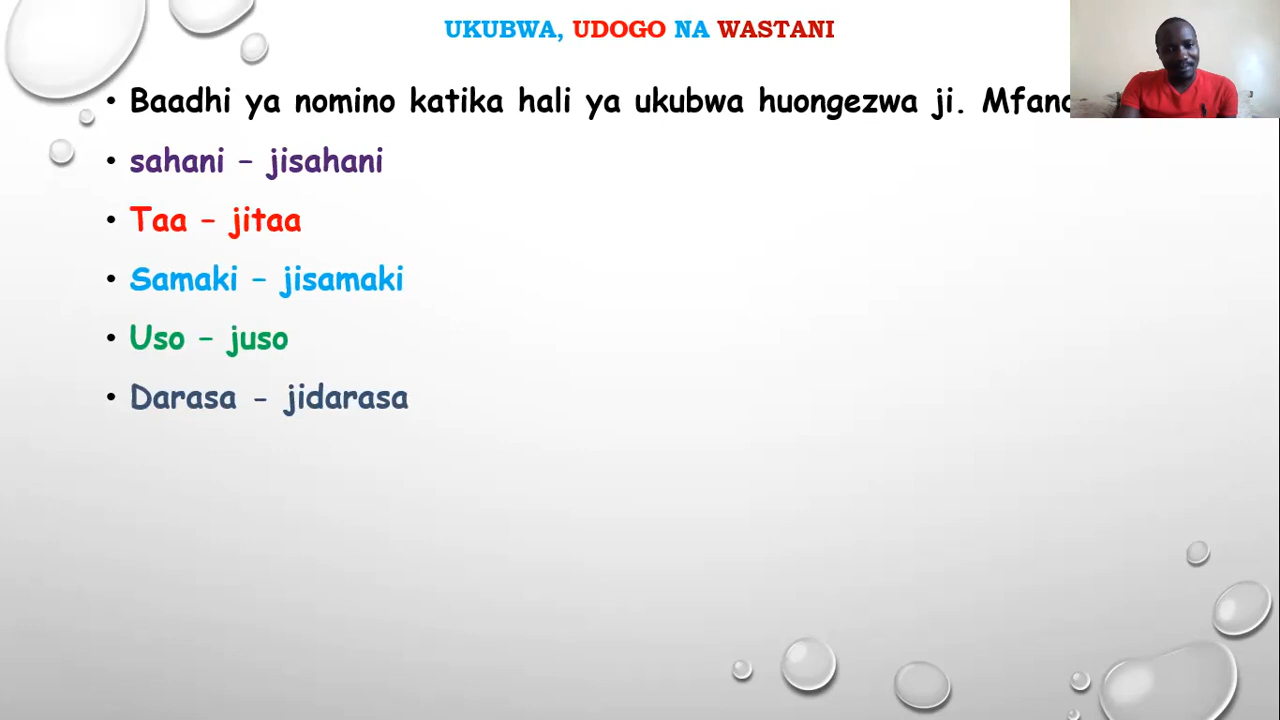 UKUBWA, UDOGO NA WASTANI
• Baadhi ya nomino katika hali ya ukubwa huongezwa ji.
• sahani – jisahani
• Taa – jitaa
• Samaki – jisamaki
• Uso – juso
• Darasa - jidarasa